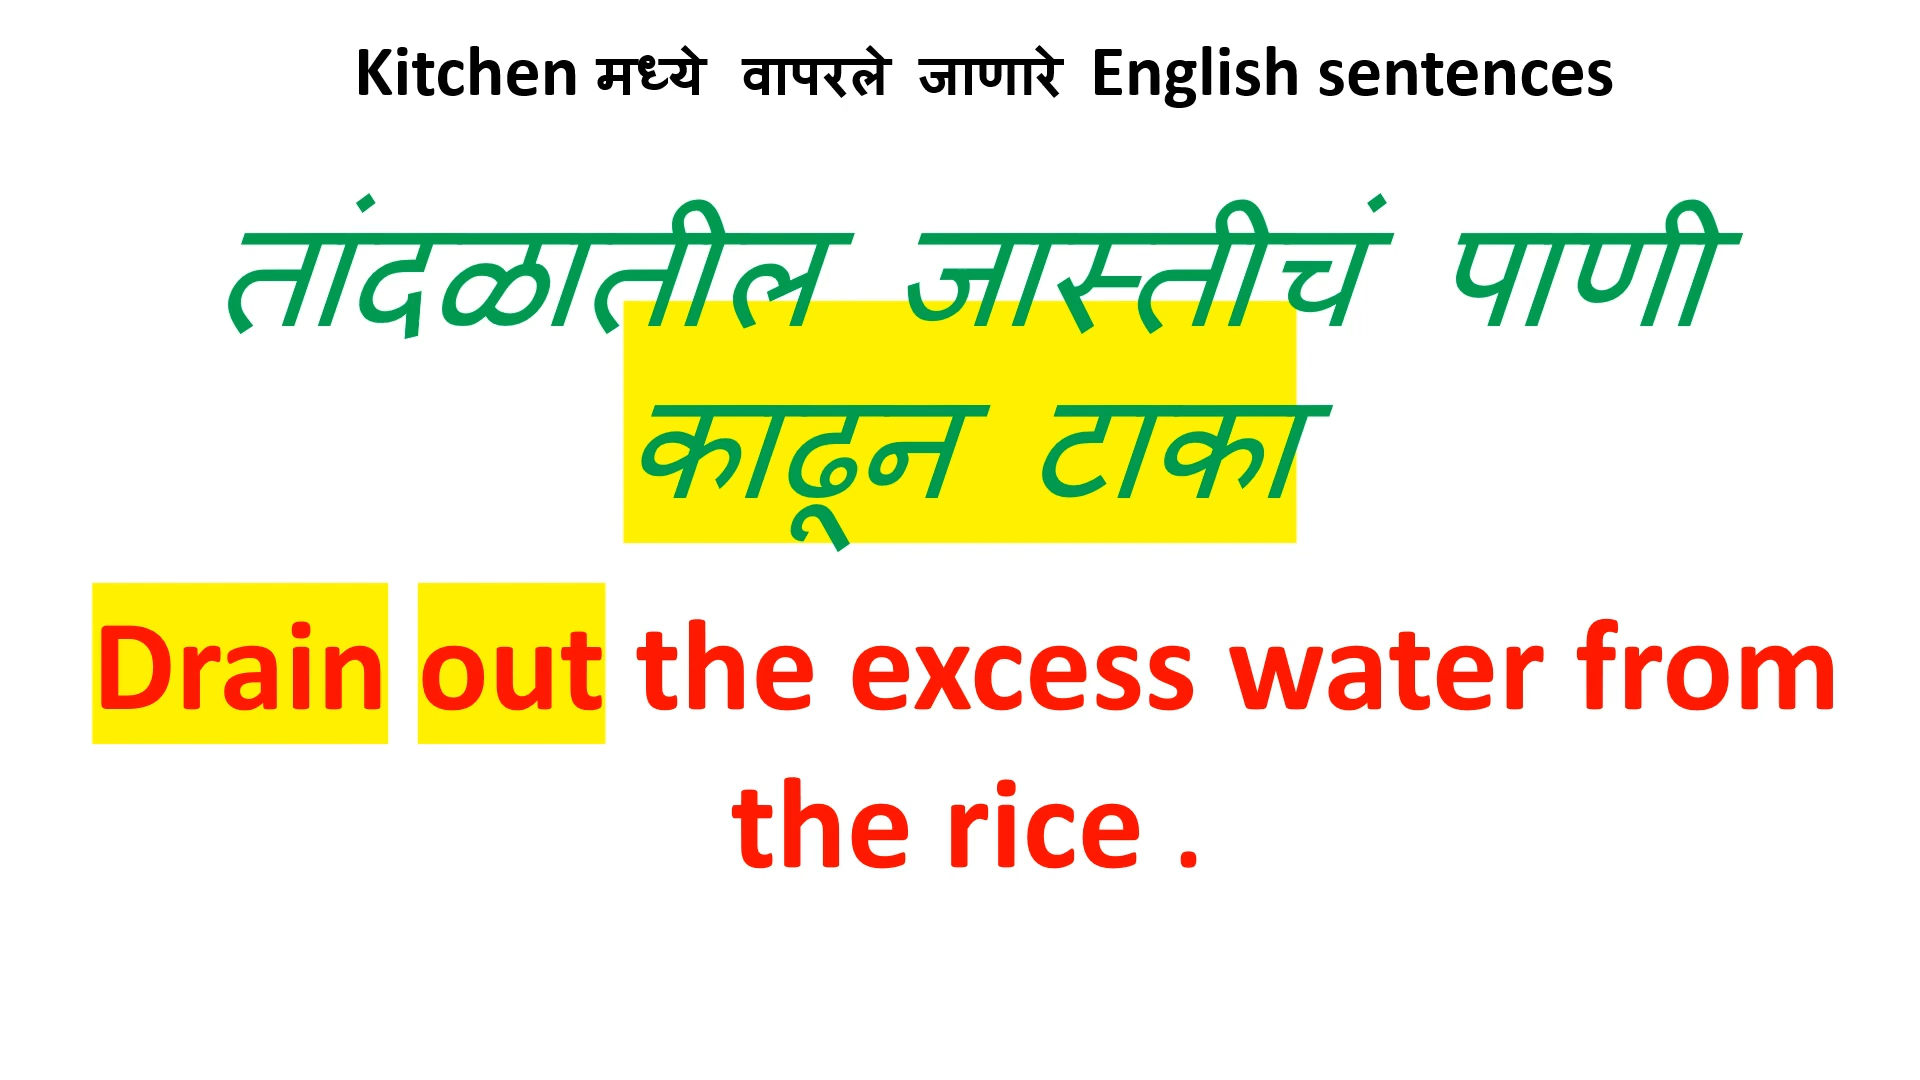 Kitchen मध्ये वापरले जाणारे English sentences
तांदळातील जास्तीचं पाणी
काढून टाका
Drain out the excess water from
the rice .